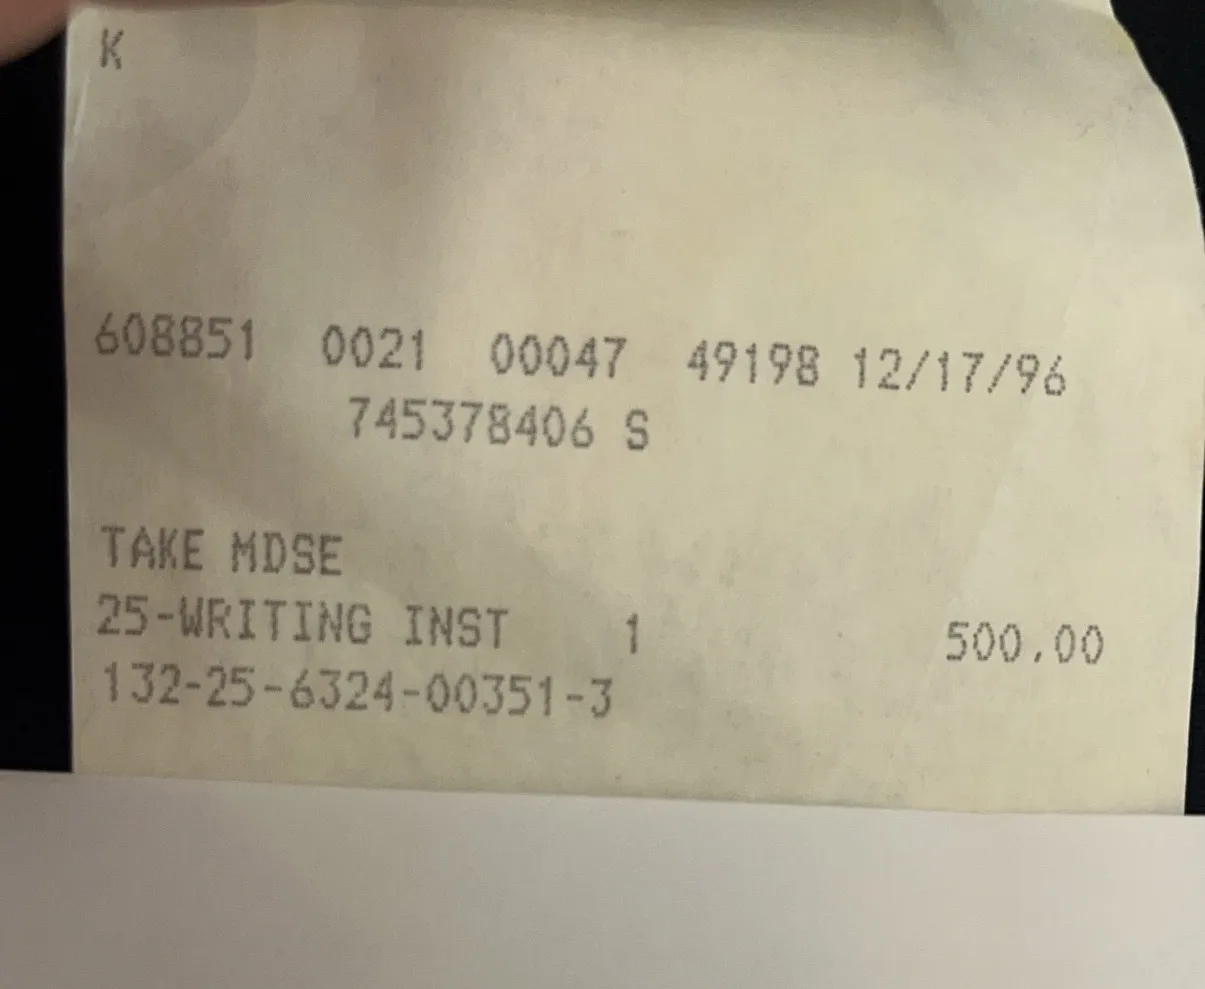 K
608851 0021 00047 49198 12/17/96
745378406 S
TAKE MDSE
25-WRITING INST 1 500.00
132-25-6324-00351-3